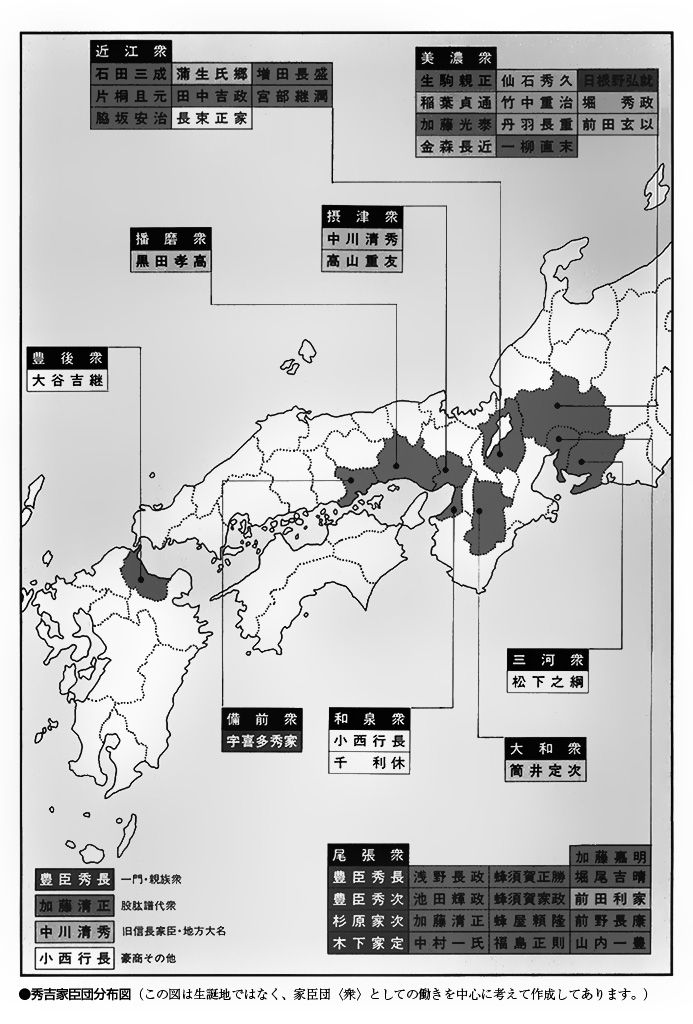 近江衆
石田三成 蒲生氏郷 増田長盛
片桐且元 田中吉政 宮部継潤
脇坂安治 長束正家
美濃衆
生駒親正 仙石秀久 日根野弘就
稲葉貞通 竹中重治 堀 秀政
加藤光泰 丹羽長重 前田玄以
金森長近 一柳直末
摂津衆
中川清秀
高山重友
播磨衆
黒田孝高
豊後衆
大谷吉継
三河衆
松下之綱
備前衆
宇喜多秀家
和泉衆
小西行長
千 利休
大和衆
筒井定次
尾張衆 加藤嘉明
豊臣秀長 浅野長政 蜂須賀正勝 堀尾吉晴
豊臣秀次 池田輝政 蜂須賀家政 前田利家
杉原家次 加藤清正 蜂屋頼隆 前野長康
木下家定 中村一氏 福島正則 山内一豊
豊臣秀長 一門・親族衆
加藤清正 股肱譜代衆
中川清秀 旧信長家臣・地方大名
小西行長 豪商その他
●秀吉家臣団分布図(この図は生誕地ではなく、家臣団〈衆〉としての働きを中心に考えて作成してあります。)